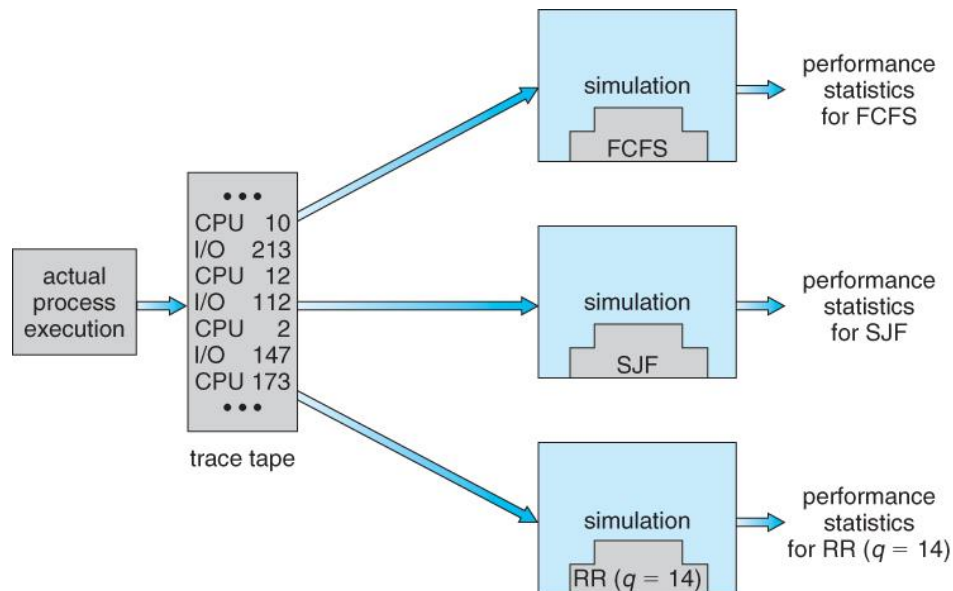 actual
process
execution
• • •
CPU 10
I/O 213
CPU 12
I/O 112
CPU 2
I/O 147
CPU 173
• • •
trace tape
simulation
FCFS
performance
statistics
for FCFS
simulation
SJF
performance
statistics
for SJF
simulation
RR (q = 14)
performance
statistics
for RR (q = 14)